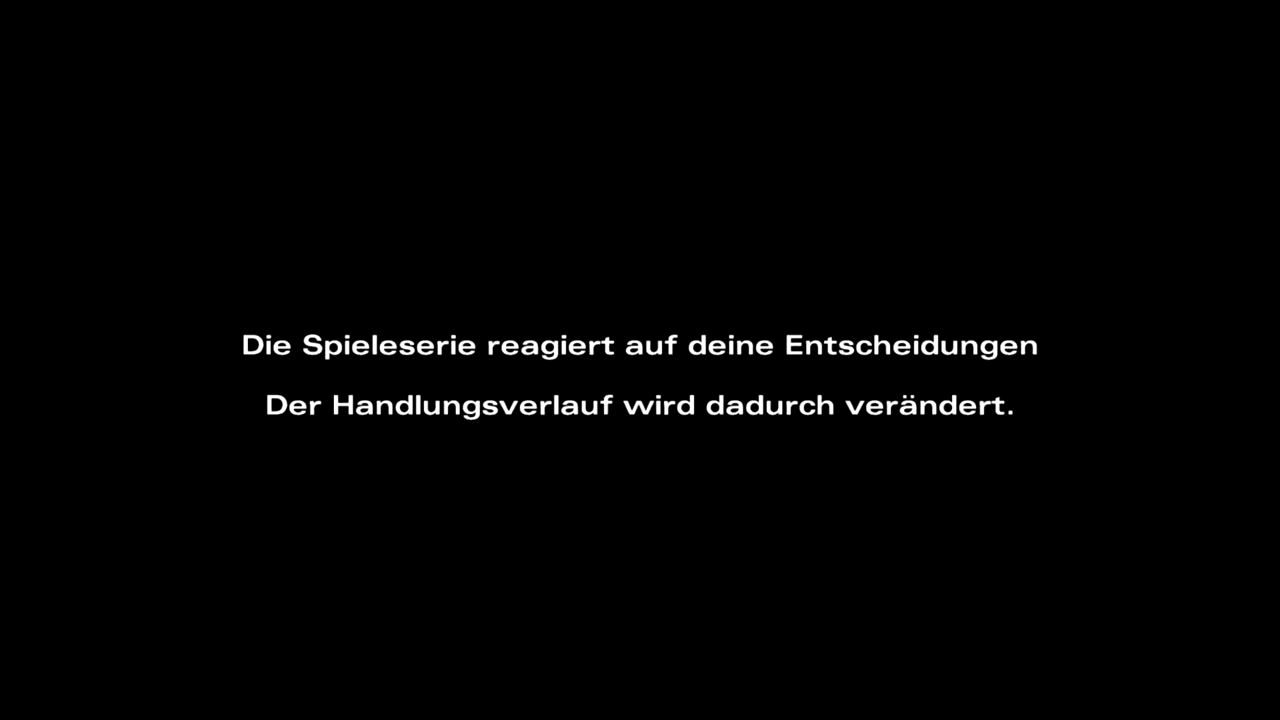 Die Spieleserie reagiert auf deine Entscheidungen
Der Handlungsverlauf wird dadurch verändert.